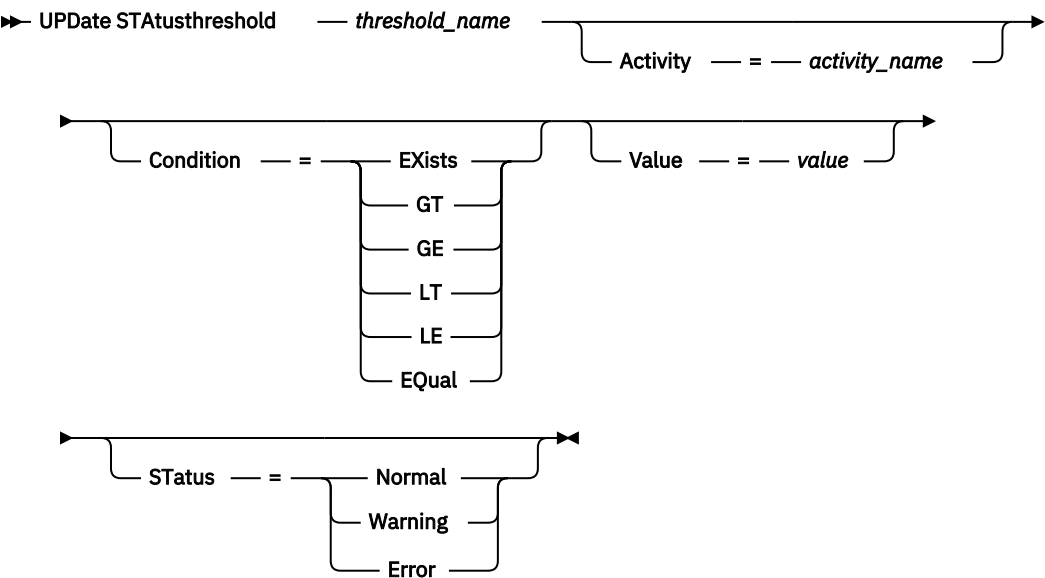 UPDate STAtusthreshold threshold_name
Activity = activity_name
Condition = EXists Value = value
GT
GE
LT
LE
EQual
STatus = Normal
Warning
Error